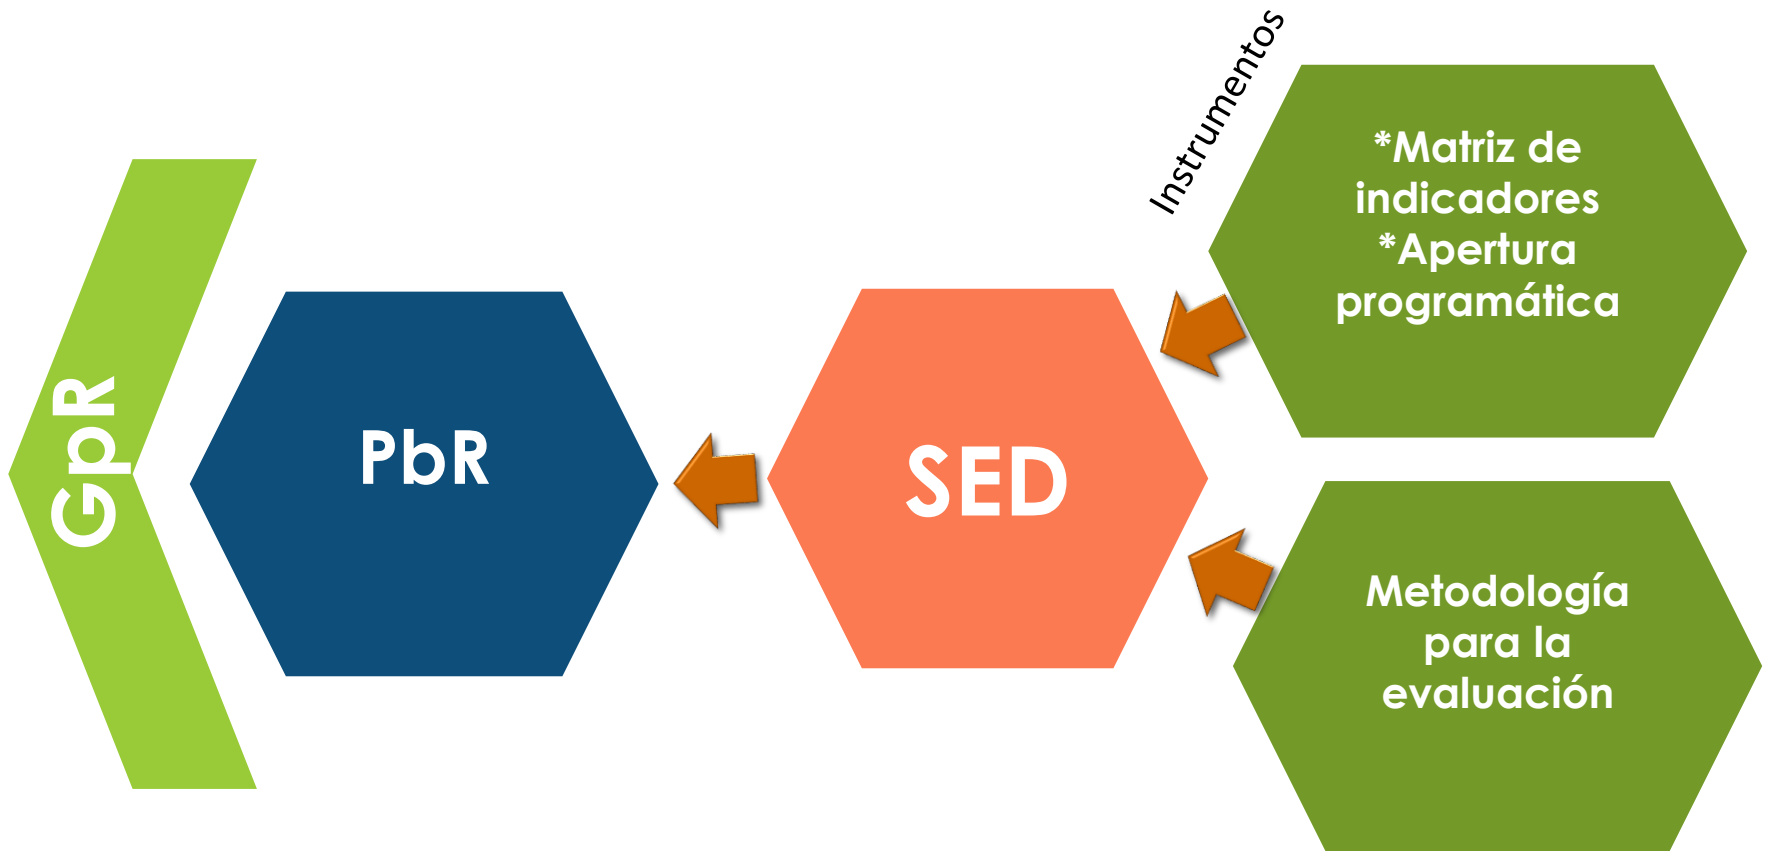 GpR
PbR
SED
Instrumentos
*Matriz de
indicadores
*Apertura
programática
Metodología
para la
evaluación